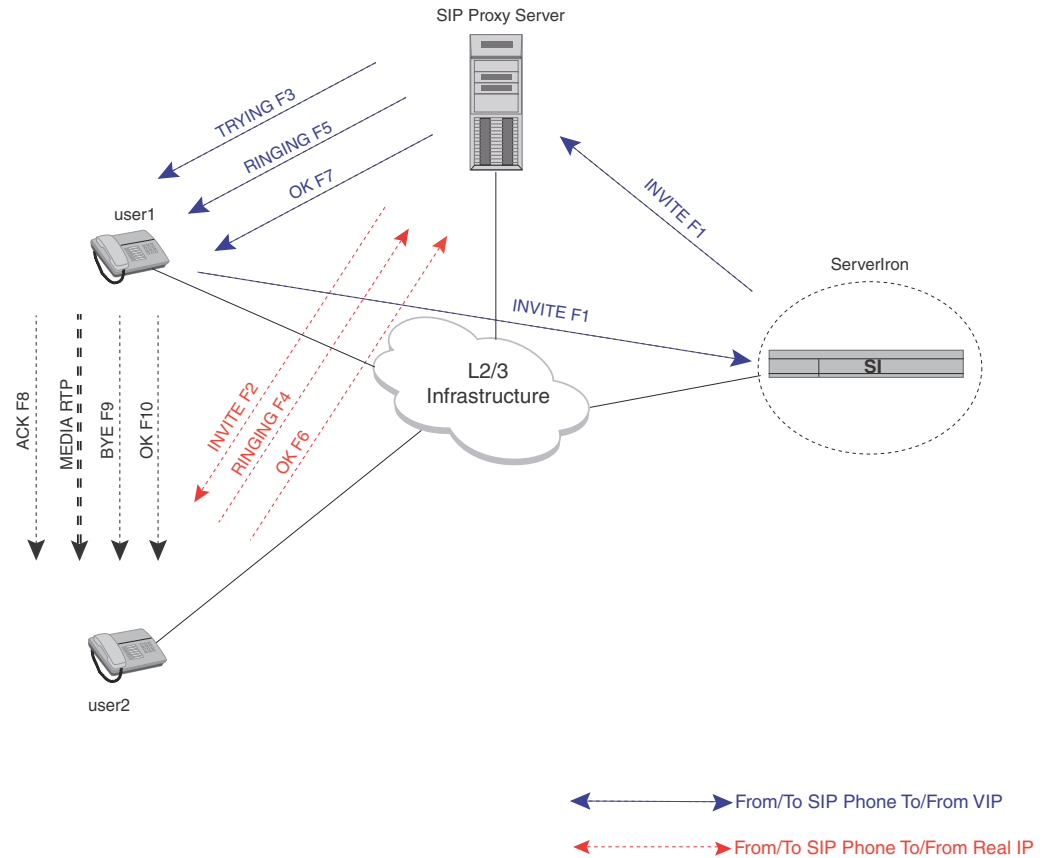 SIP Proxy Server
TRYING F3
RINGING F5
OK F7
INVITE F1
user1
ServerIron
INVITE F1
SI
L2/3
Infrastructure
INVITE F2
RINGING F4
OK F6
ACK F8
MEDIA RTP
BYE F9
OK F10
user2
From/To SIP Phone To/From VIP
From/To SIP Phone To/From Real IP